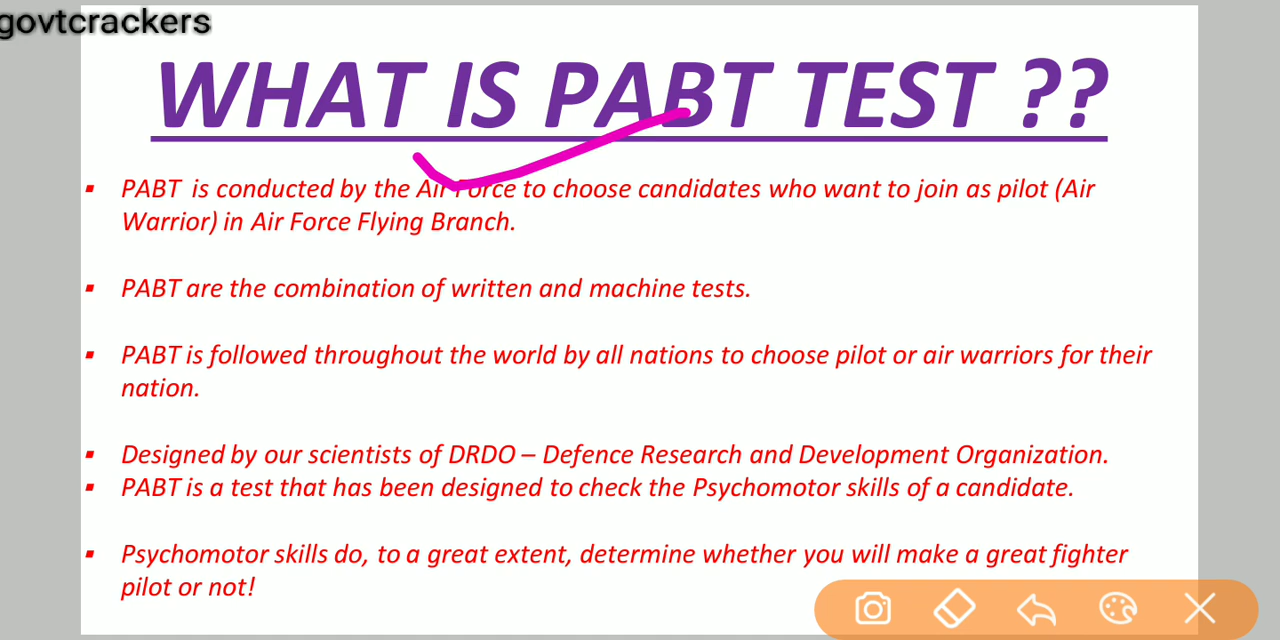 govtcrackers
WHAT IS PABT TEST ??
▪ PABT is conducted by the Air Force to choose candidates who want to join as pilot (Air
Warrior) in Air Force Flying Branch.
▪ PABT are the combination of written and machine tests.
▪ PABT is followed throughout the world by all nations to choose pilot or air warriors for their
nation.
▪ Designed by our scientists of DRDO – Defence Research and Development Organization.
▪ PABT is a test that has been designed to check the Psychomotor skills of a candidate.
▪ Psychomotor skills do, to a great extent, determine whether you will make a great fighter
pilot or not!